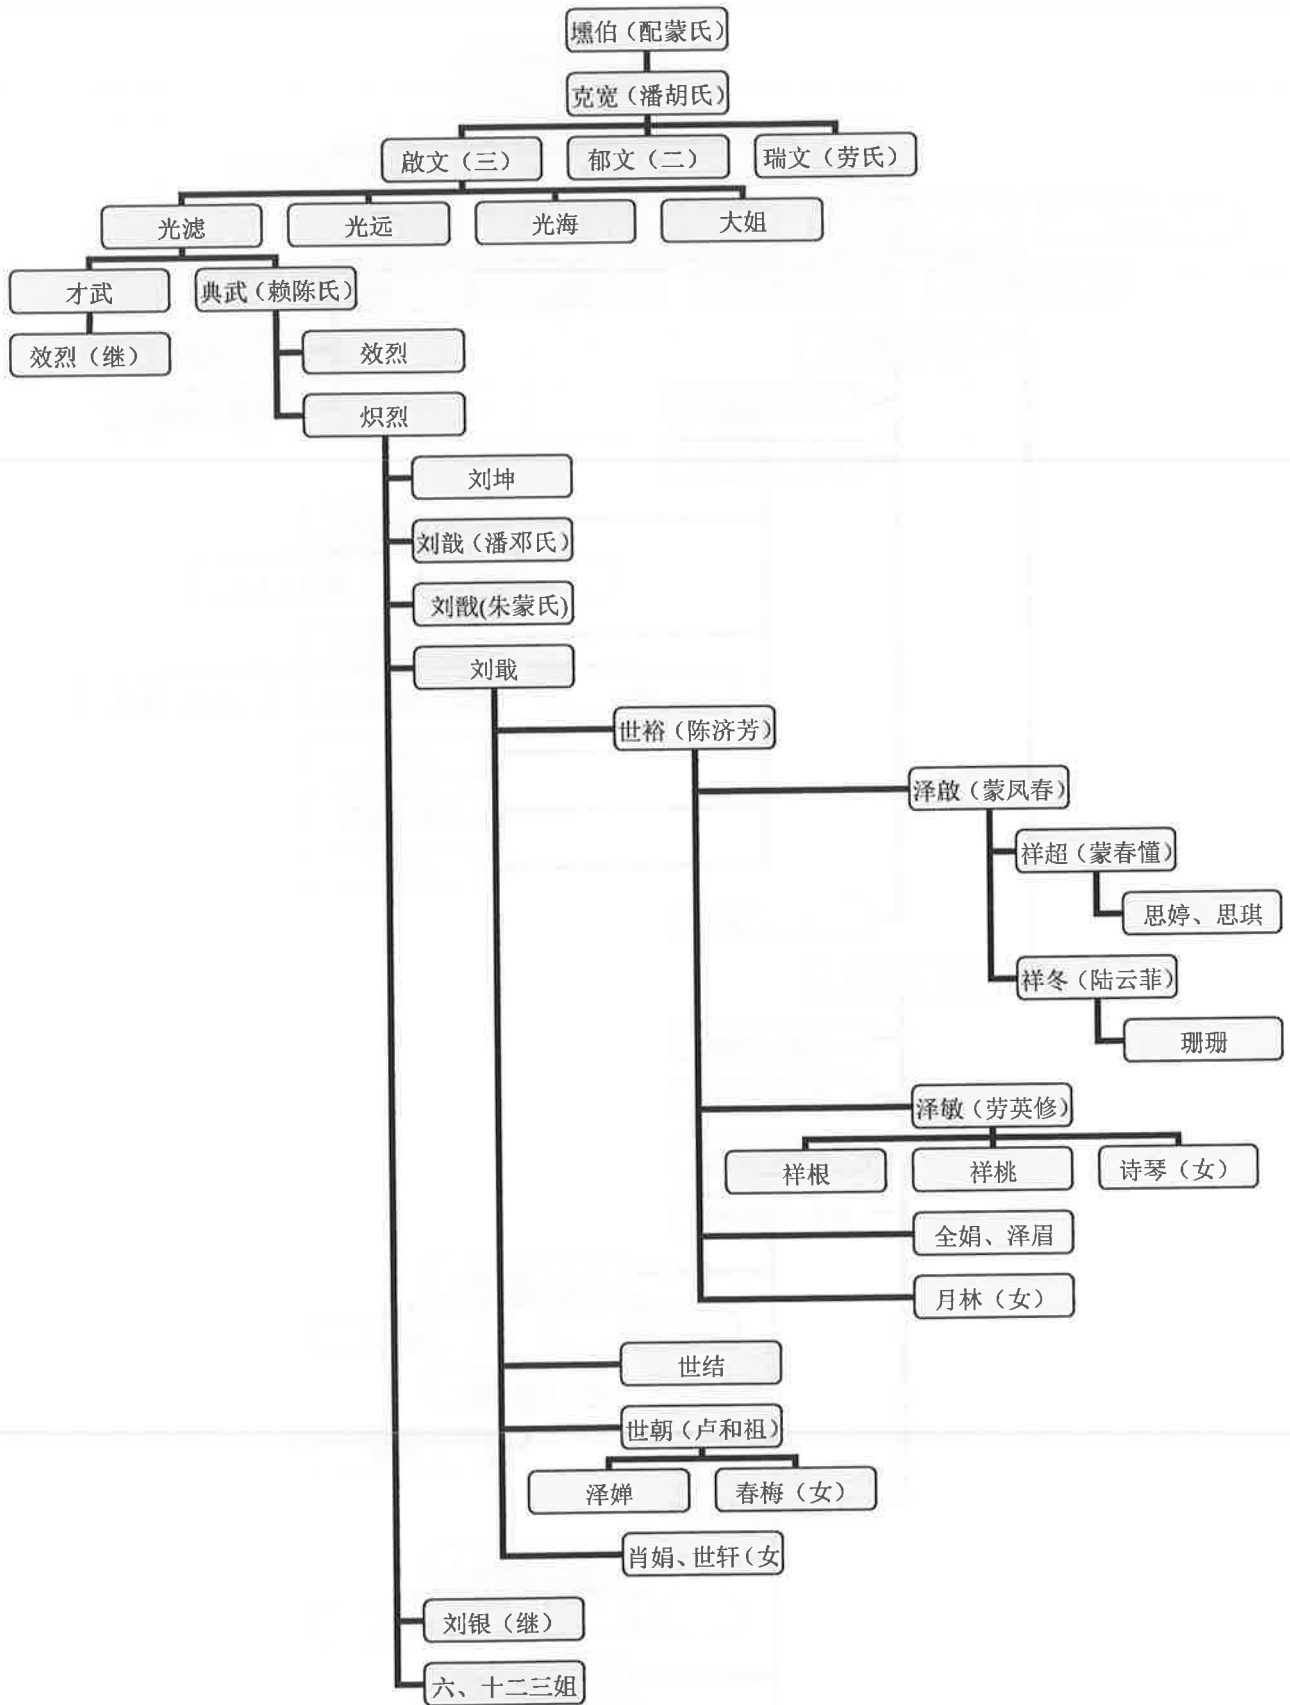 壎伯（配蒙氏）
克宽（潘胡氏）
啟文（三）
郁文（二）
瑞文（劳氏）
光滤
光远
光海
大姐
才武
典武（赖陈氏）
效烈（继）
效烈
炽烈
刘坤
刘戠（潘邓氏）
刘戬(朱蒙氏)
刘戢
世裕（陈济芳）
泽啟（蒙凤春）
祥超（蒙春懂）
思婷、思琪
祥冬（陆云菲）
珊珊
泽敏（劳英修）
祥根
祥桃
诗琴（女）
全娟、泽眉
月林（女）
世结
世朝（卢和祖）
泽婵
春梅（女）
肖娟、世轩（女
刘银（继）
六、十二三姐